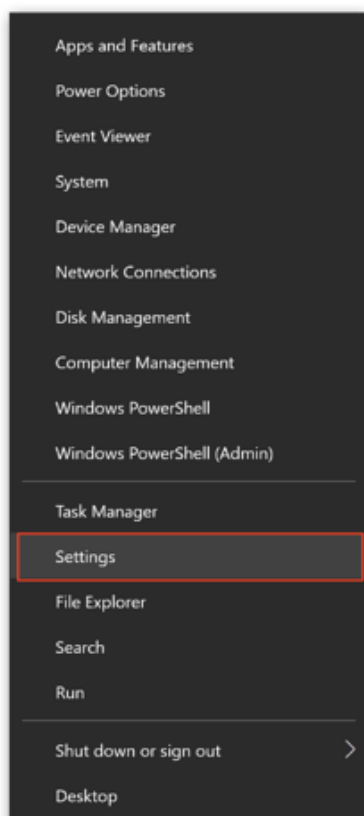 Apps and Features
Power Options
Event Viewer
System
Device Manager
Network Connections
Disk Management
Computer Management
Windows PowerShell
Windows PowerShell (Admin)
Task Manager
Settings
File Explorer
Search
Run
Shut down or sign out
Desktop